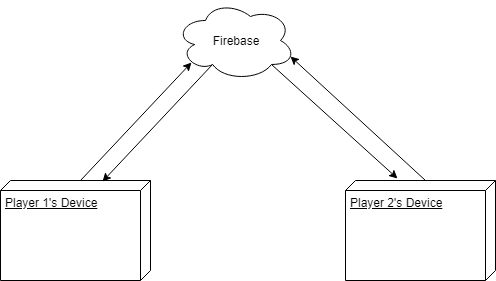 Firebase
Player 1's Device
Player 2's Device